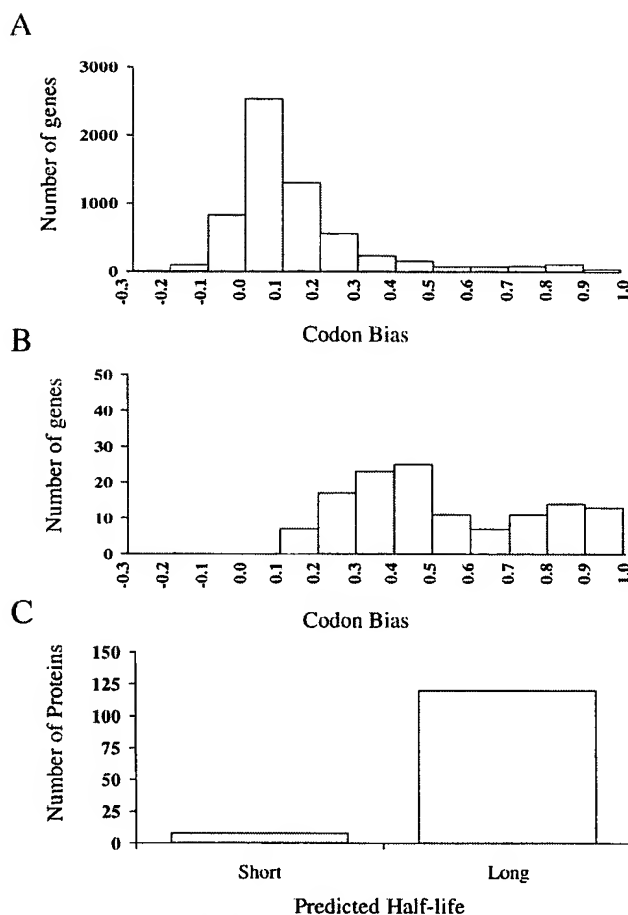 A
Number of genes
3000
2000
1000
0
-0.3 -0.2 -0.1 0.0 0.1 0.2 0.3 0.4 0.5 0.6 0.7 0.8 0.9 1.0
Codon Bias
B
Number of genes
50
40
30
20
10
0
-0.3 -0.2 -0.1 0.0 0.1 0.2 0.3 0.4 0.5 0.6 0.7 0.8 0.9 1.0
Codon Bias
C
Number of Proteins
150
125
100
75
50
25
0
Short Long
Predicted Half-life